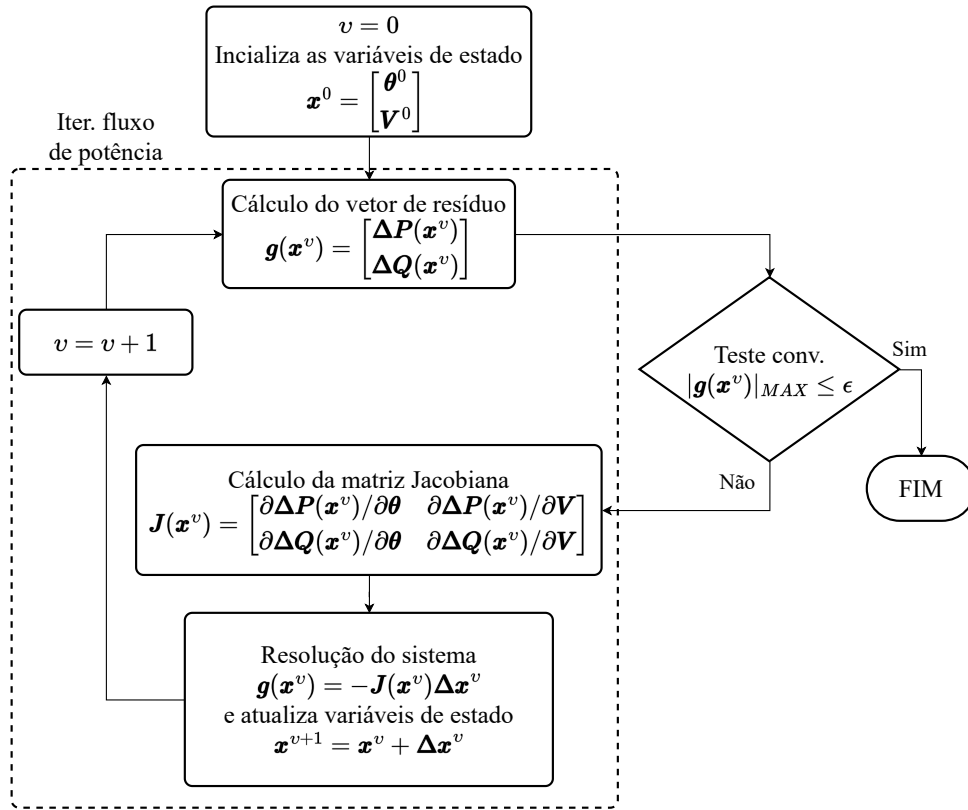 v = 0
Incializa as variáveis de estado
x⁰ = [θ⁰
V⁰]
Iter. fluxo
de potência
Cálculo do vetor de resíduo
g(xᵛ) = [ΔP(xᵛ)
ΔQ(xᵛ)]
v = v + 1
Teste conv.
|g(xᵛ)|MAX ≤ ϵ
Sim
Não
FIM
Cálculo da matriz Jacobiana
J(xᵛ) = [∂ΔP(xᵛ)/∂θ ∂ΔP(xᵛ)/∂V
∂ΔQ(xᵛ)/∂θ ∂ΔQ(xᵛ)/∂V]
Resolução do sistema
g(xᵛ) = −J(xᵛ)Δxᵛ
e atualiza variáveis de estado
xᵛ⁺¹ = xᵛ + Δxᵛ